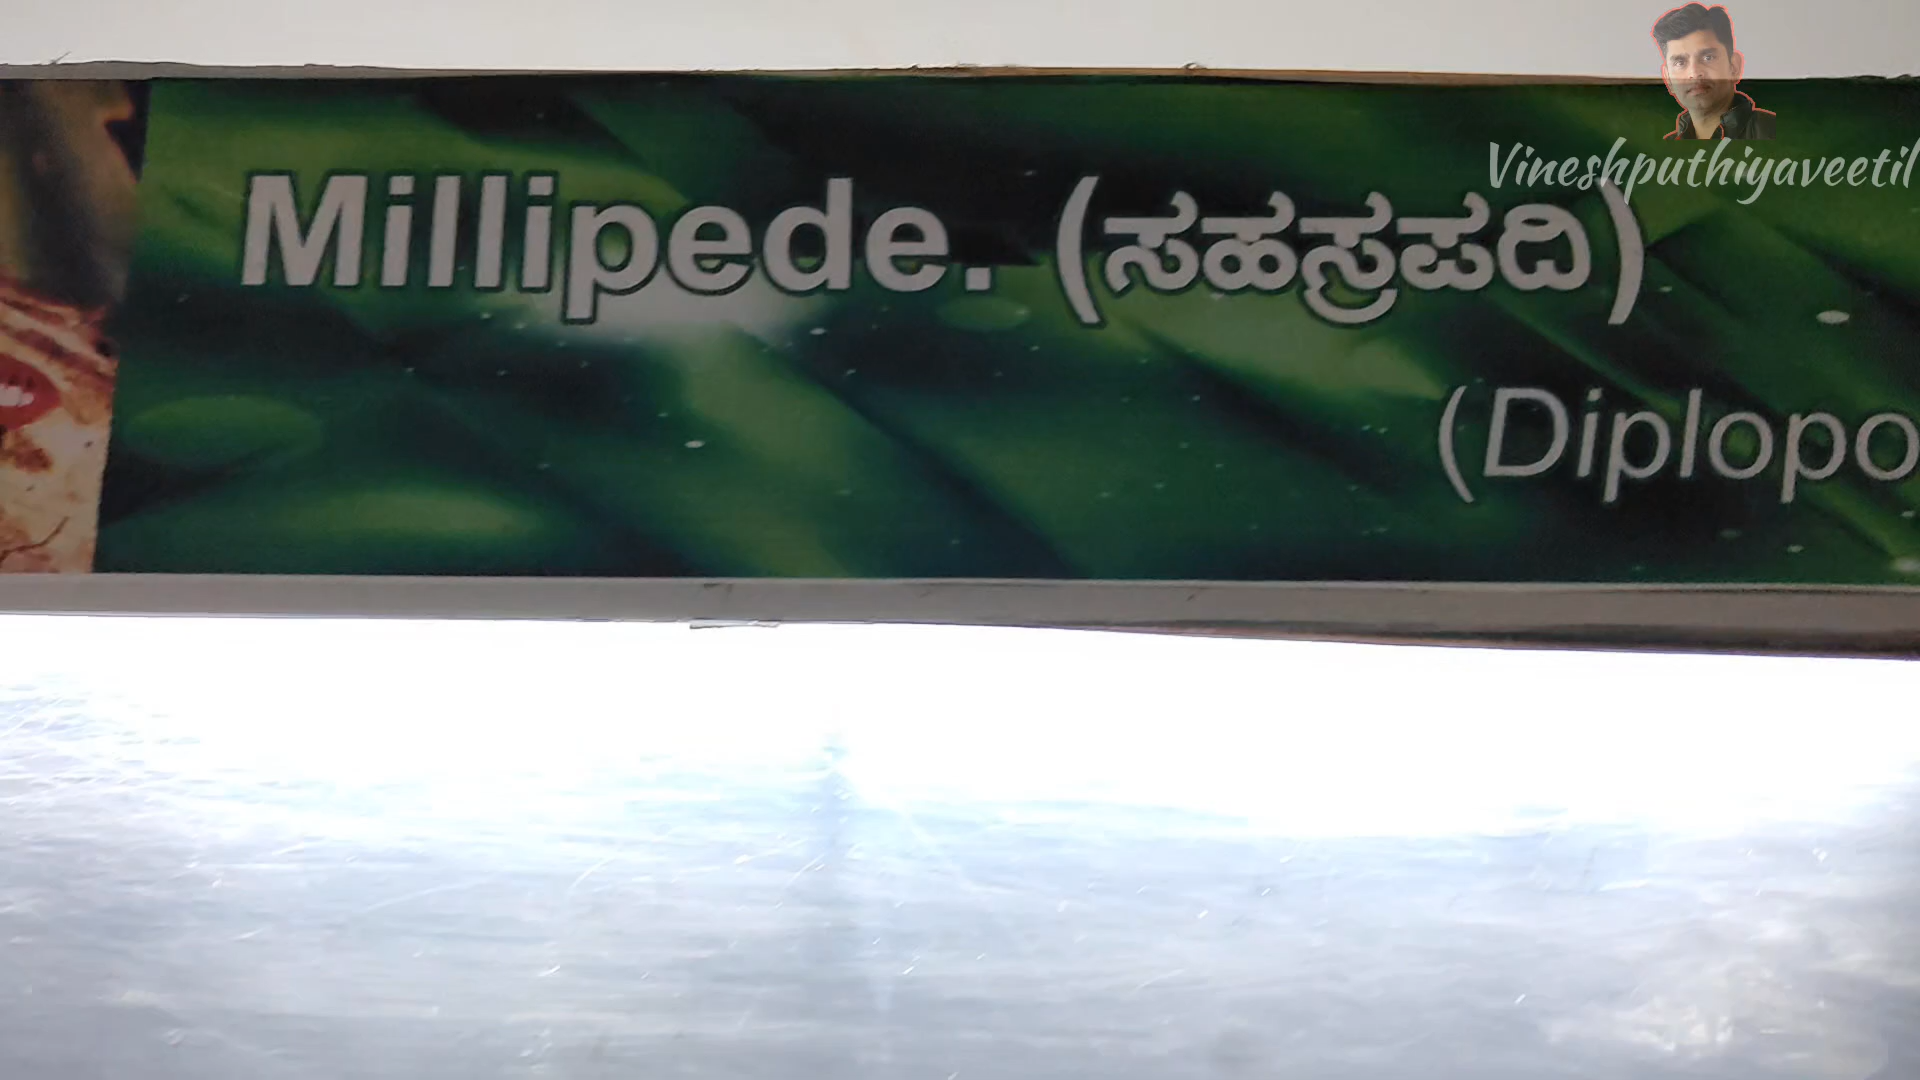 Vineshputhiyaveetil
Millipede. (ಸಹಸ್ರಪದಿ)
(Diplopo